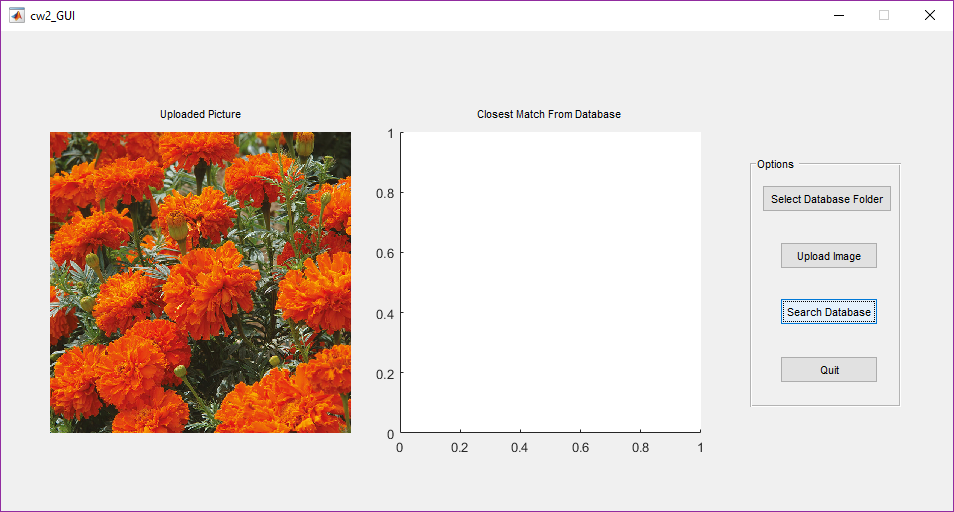 cw2_GUI
Uploaded Picture
Closest Match From Database
1
0.8
0.6
0.4
0.2
0
0
0.2
0.4
0.6
0.8
1
Options
Select Database Folder
Upload Image
Search Database
Quit